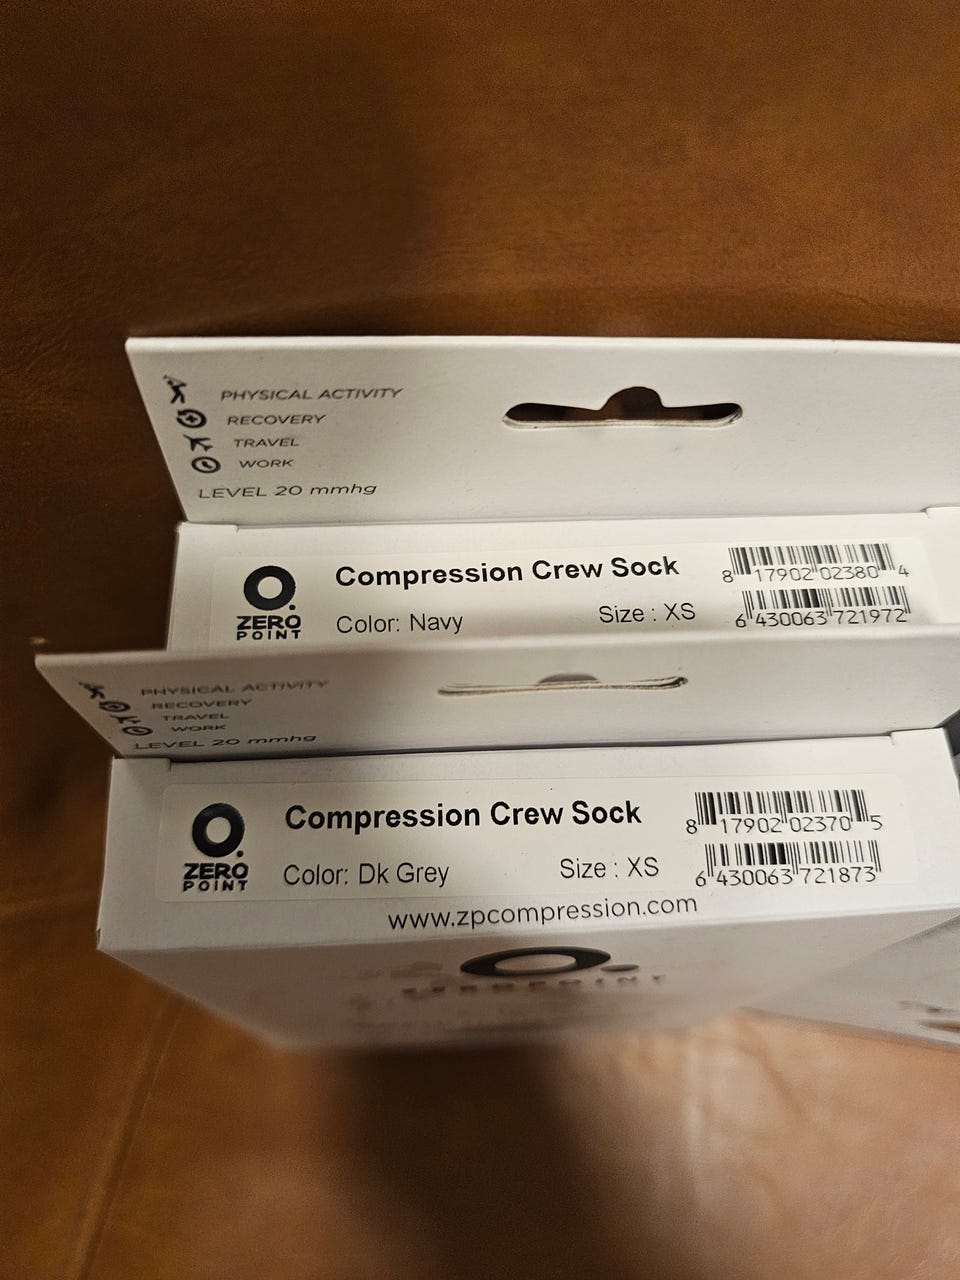 PHYSICAL ACTIVITY
RECOVERY
TRAVEL
WORK
LEVEL 20 mmhg
ZERO
POINT
Compression Crew Sock
Color: Navy
Size : XS
8 17902 02380 4
6 430063 721972
PHYSICAL ACTIVITY
RECOVERY
TRAVEL
WORK
LEVEL 20 mmhg
ZERO
POINT
Compression Crew Sock
Color: Dk Grey
Size : XS
8 17902 02370 5
6 430063 721873
www.zpcompression.com
ZEROPOINT